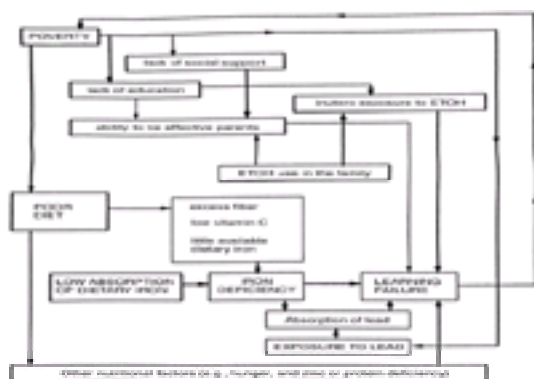 POVERTY
lack of social support
lack of education
inutero exposure to ETOH
ability to be effective parents
ETOH use in the family
POOR
DIET
excess fiber
low vitamin C
little available
dietary iron
LOW ABSORPTION
OF DIETARY IRON
IRON
DEFICIENCY
LEARNING
FAILURE
Absorption of lead
EXPOSURE TO LEAD
Other nutritional factors (e.g., hunger, and zinc or protein deficiency)